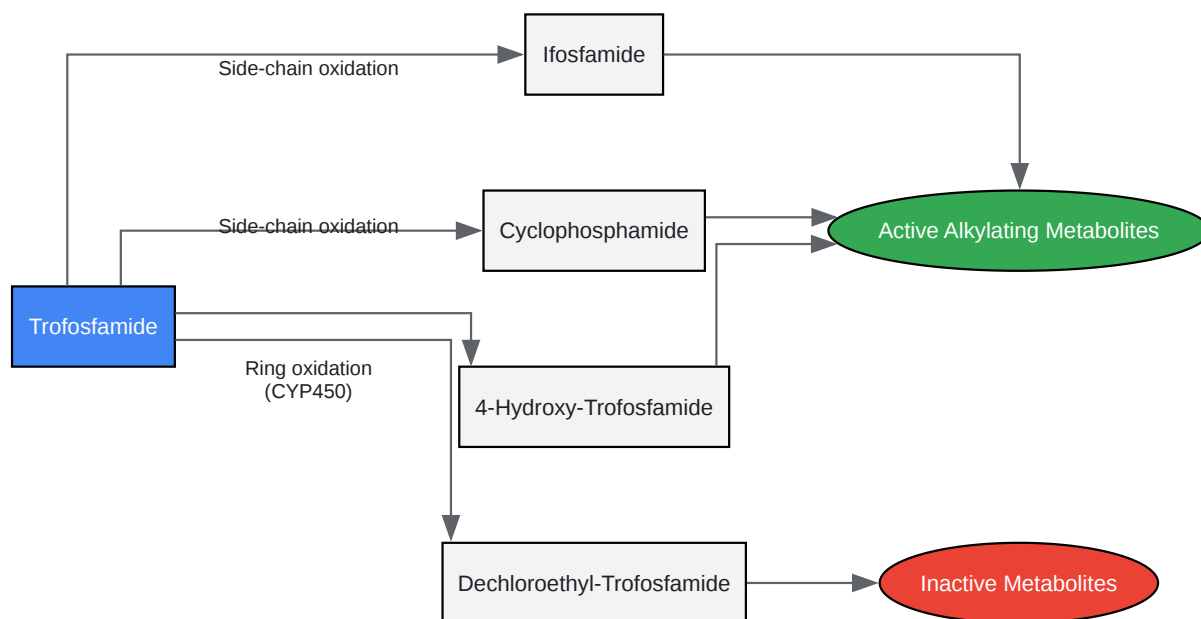 Ifosfamide
Side-chain oxidation
Side-chain oxidation
Cyclophosphamide
Active Alkylating Metabolites
Trofosfamide
Ring oxidation
(CYP450)
4-Hydroxy-Trofosfamide
Dechloroethyl-Trofosfamide
Inactive Metabolites